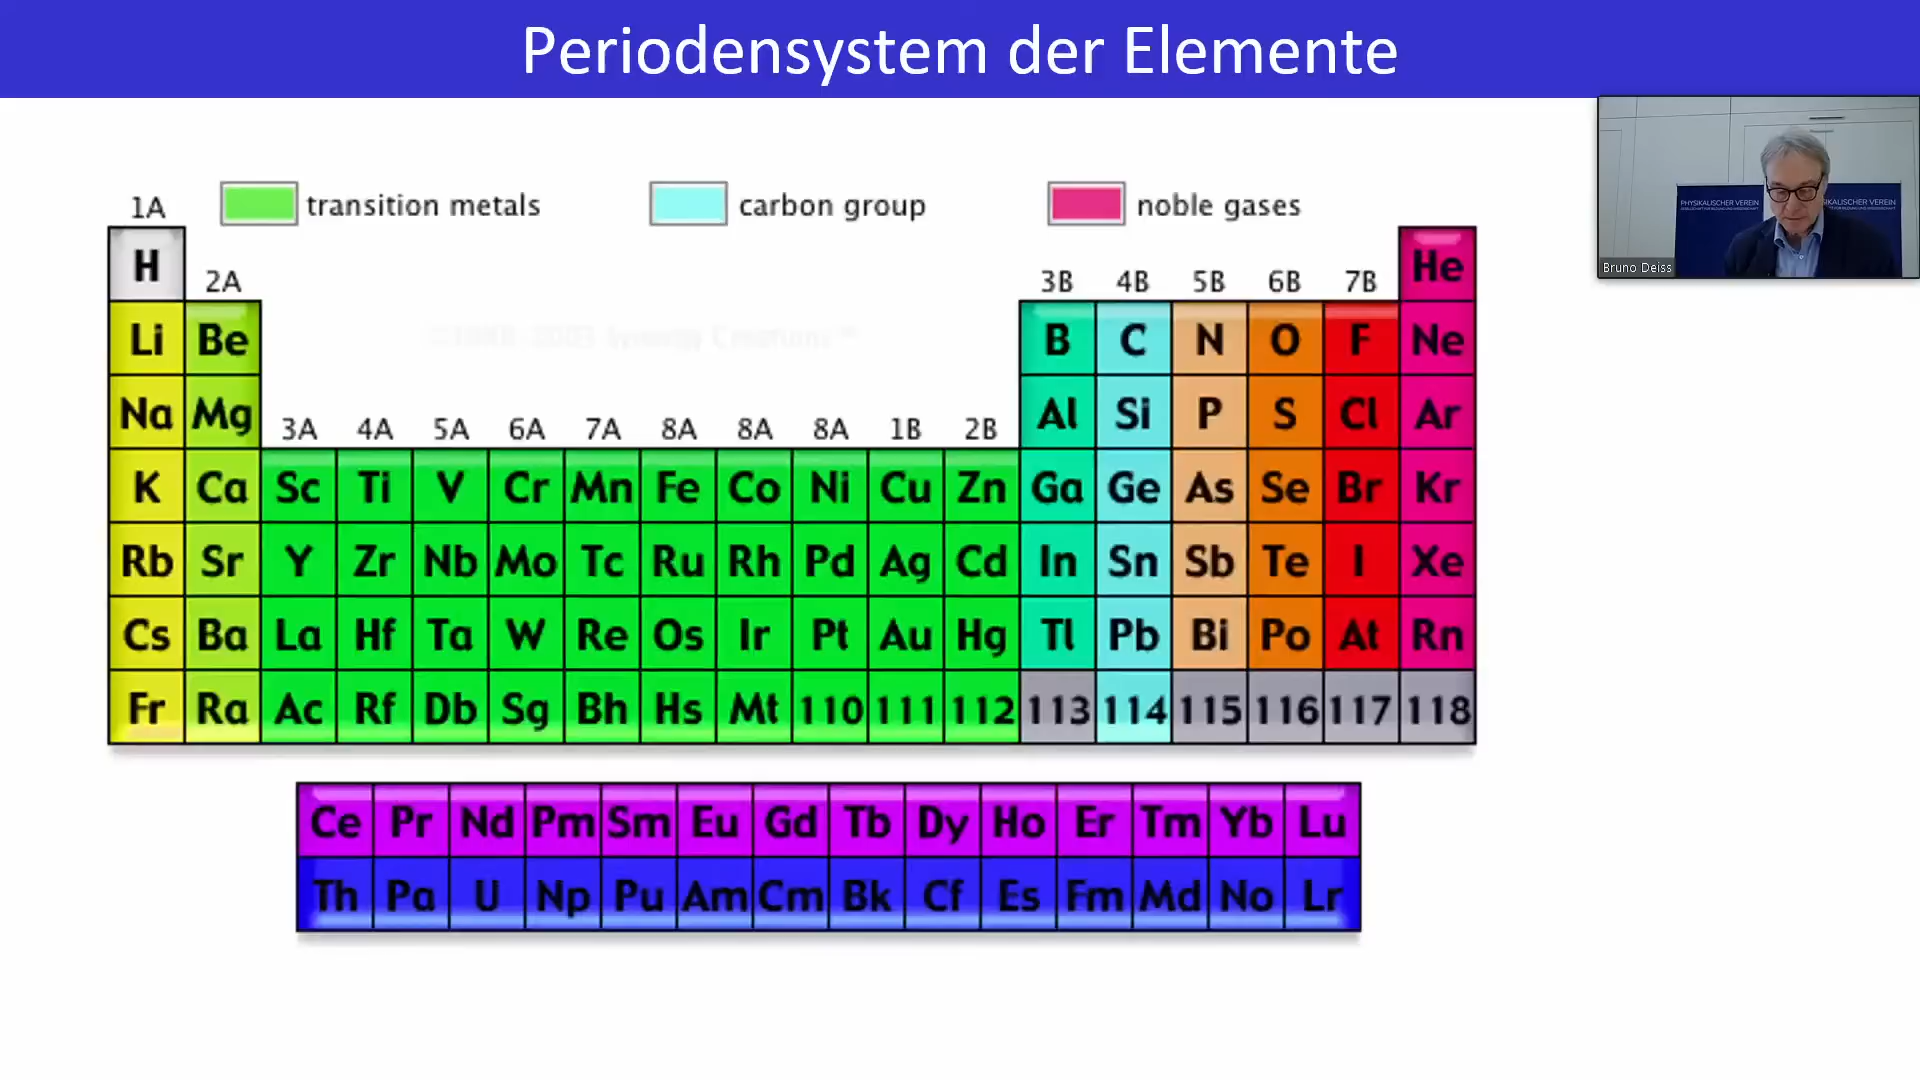 Periodensystem der Elemente
1A transition metals carbon group noble gases
H 2A 3B 4B 5B 6B 7B He
Li Be B C N O F Ne
Na Mg 3A 4A 5A 6A 7A 8A 8A 8A 1B 2B Al Si P S Cl Ar
K Ca Sc Ti V Cr Mn Fe Co Ni Cu Zn Ga Ge As Se Br Kr
Rb Sr Y Zr Nb Mo Tc Ru Rh Pd Ag Cd In Sn Sb Te I Xe
Cs Ba La Hf Ta W Re Os Ir Pt Au Hg Tl Pb Bi Po At Rn
Fr Ra Ac Rf Db Sg Bh Hs Mt 110 111 112 113 114 115 116 117 118
Ce Pr Nd Pm Sm Eu Gd Tb Dy Ho Er Tm Yb Lu
Th Pa U Np Pu Am Cm Bk Cf Es Fm Md No Lr
PHYSIKALISCHER VEREIN
KALISCHER VEREIN
Bruno Deiss